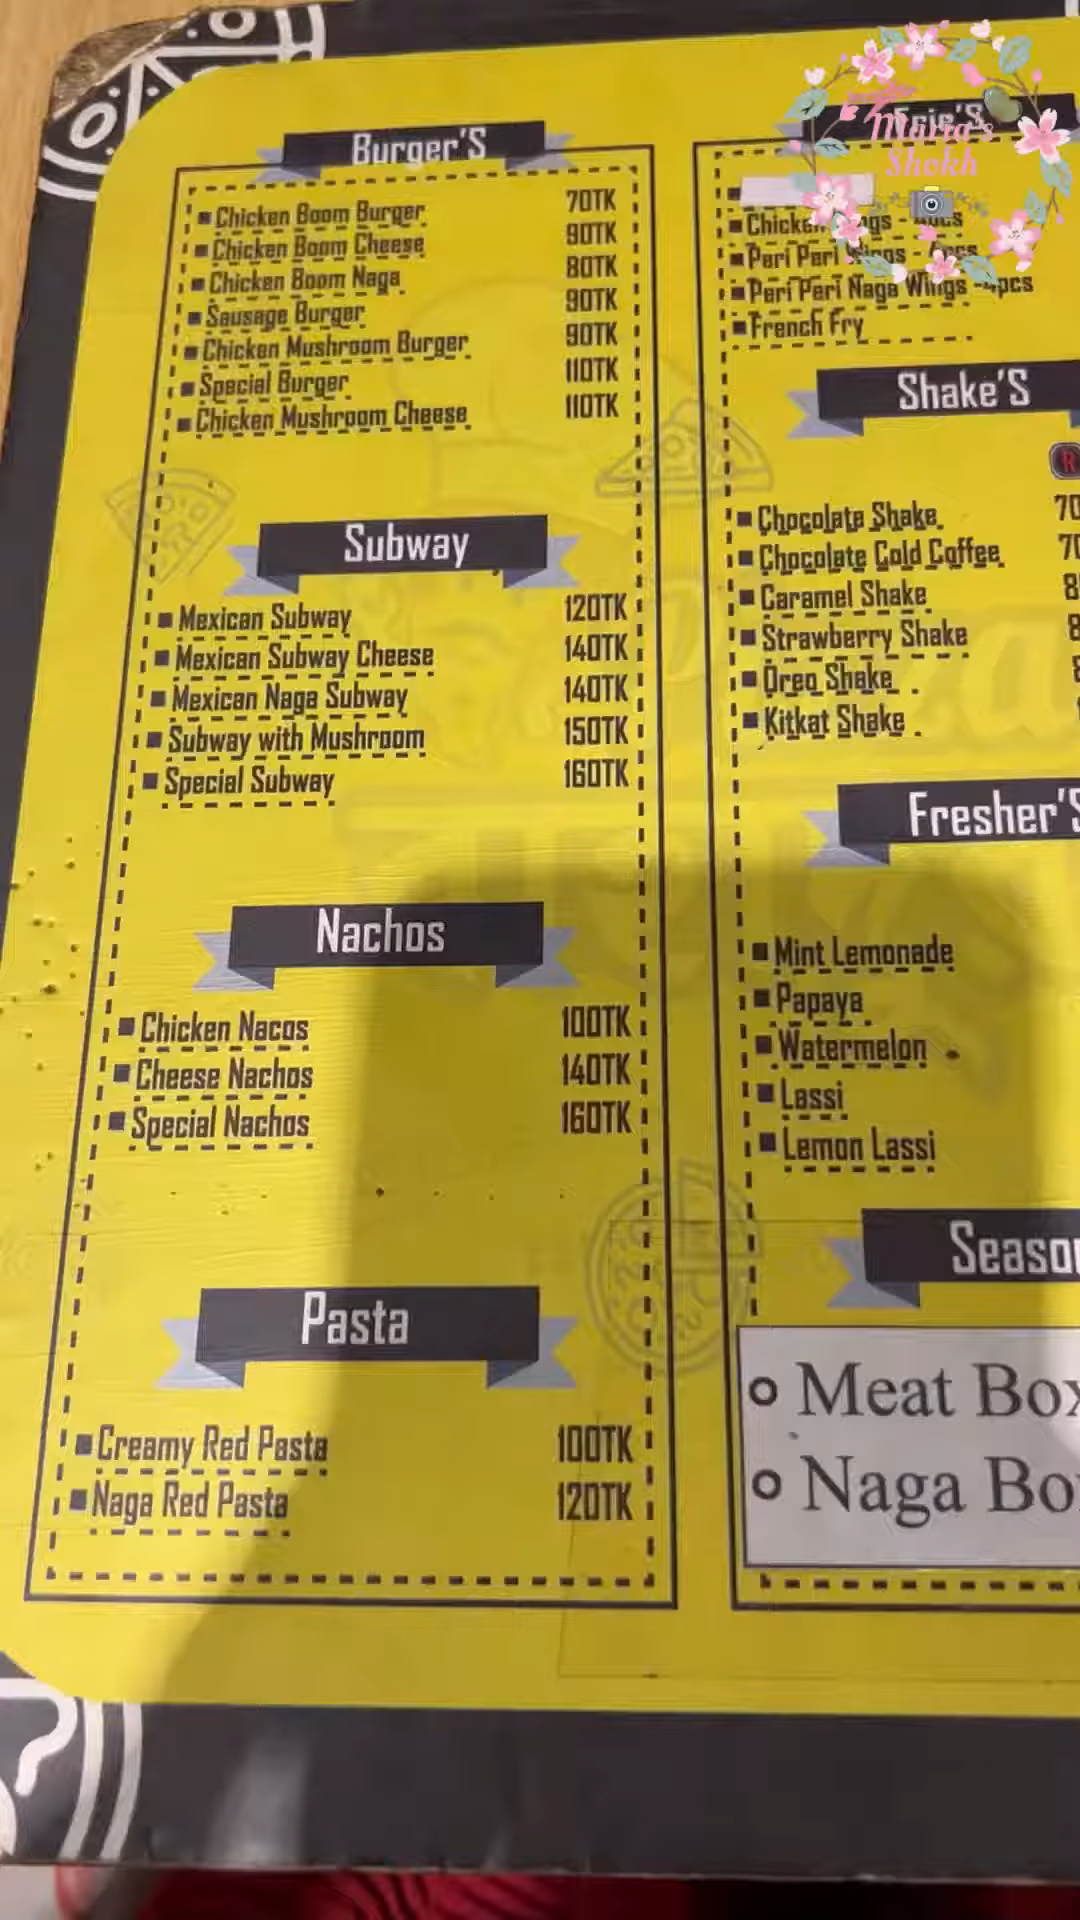 Burger'S
Chicken Boom Burger 70TK
Chicken Boom Cheese 90TK
Chicken Boom Naga 80TK
Sausage Burger 90TK
Chicken Mushroom Burger 90TK
Special Burger 110TK
Chicken Mushroom Cheese 110TK
Subway
Mexican Subway 120TK
Mexican Subway Cheese 140TK
Mexican Naga Subway 140TK
Subway with Mushroom 150TK
Special Subway 160TK
Nachos
Chicken Nacos 100TK
Cheese Nachos 140TK
Special Nachos 160TK
Pasta
Creamy Red Pasta 100TK
Naga Red Pasta 120TK
Maria's
Shokh
Peri Peri
Peri Peri Naga Wings -4pcs
French Fry
Shake'S
R
Chocolate Shake 70
Chocolate Cold Coffee
Caramel Shake
Strawberry Shake
Oreo Shake
Kitkat Shake
Fresher'S
Mint Lemonade
Papaya
Watermelon
Lassi
Lemon Lassi
Meat Box
Naga